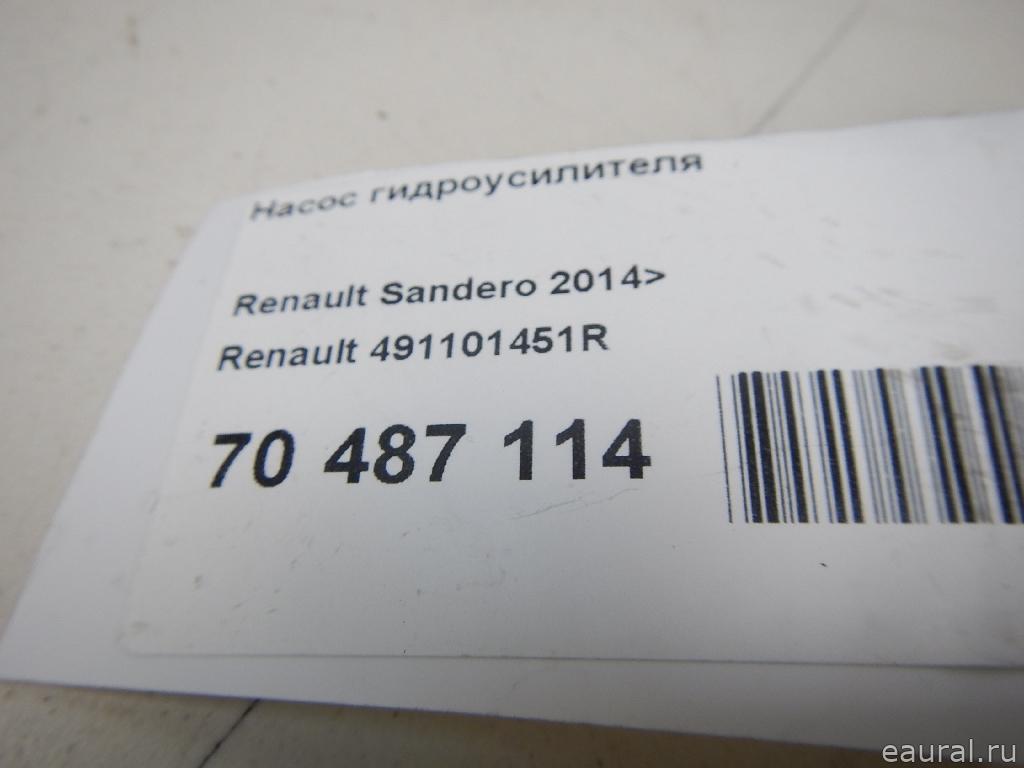 Насос гидроусилителя
Renault Sandero 2014>
Renault 491101451R
70 487 114
eaural.ru